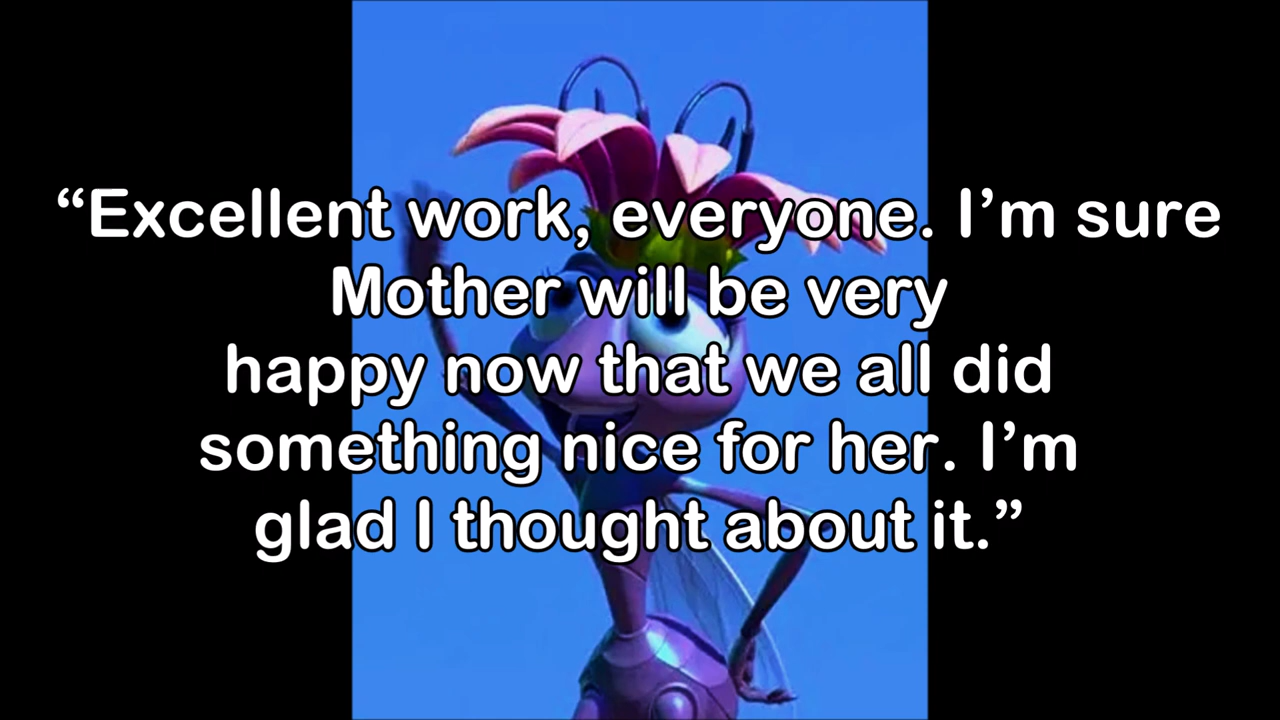 “Excellent work, everyone. I’m sure
Mother will be very
happy now that we all did
something nice for her. I’m
glad I thought about it.”